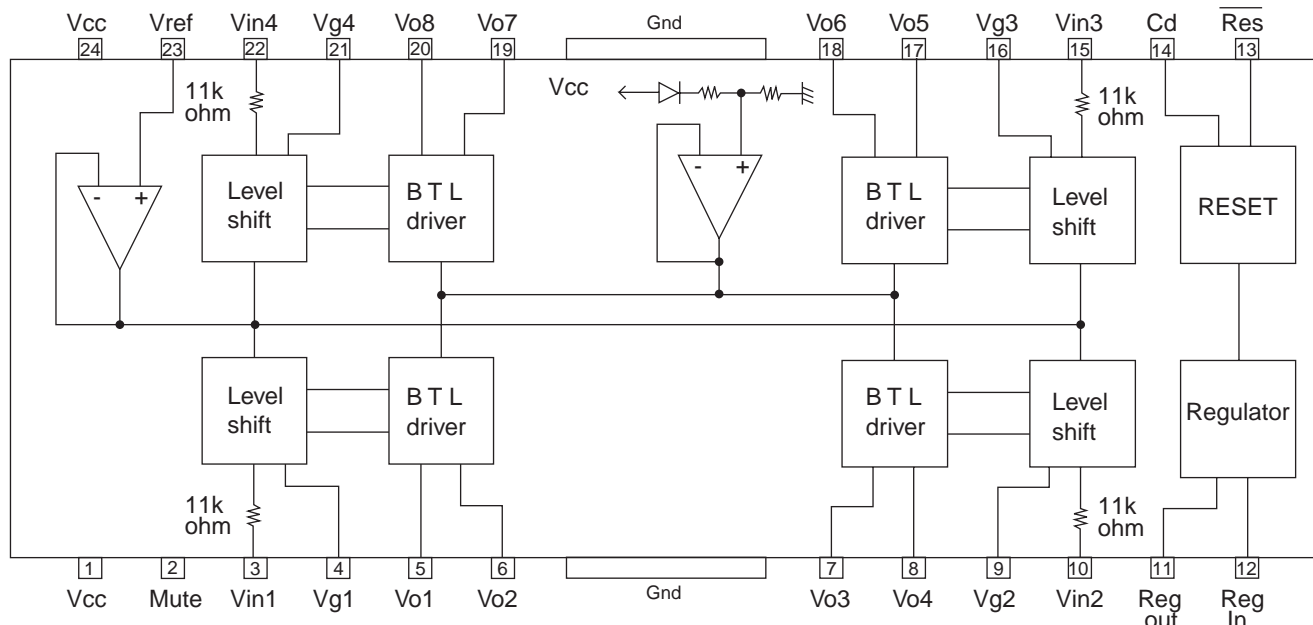 Vcc Vref Vin4 Vg4 Vo8 Vo7 Gnd Vo6 Vo5 Vg3 Vin3 Cd Res
24 23 22 21 20 19 18 17 16 15 14 13
11k
ohm
Vcc
11k
ohm
Level
shift
B T L
driver
- +
- +
B T L
driver
Level
shift
RESET
Level
shift
B T L
driver
B T L
driver
Level
shift
Regulator
11k
ohm
11k
ohm
1 2 3 4 5 6 7 8 9 10 11 12
Vcc Mute Vin1 Vg1 Vo1 Vo2 Gnd Vo3 Vo4 Vg2 Vin2 Reg
out
Reg
In